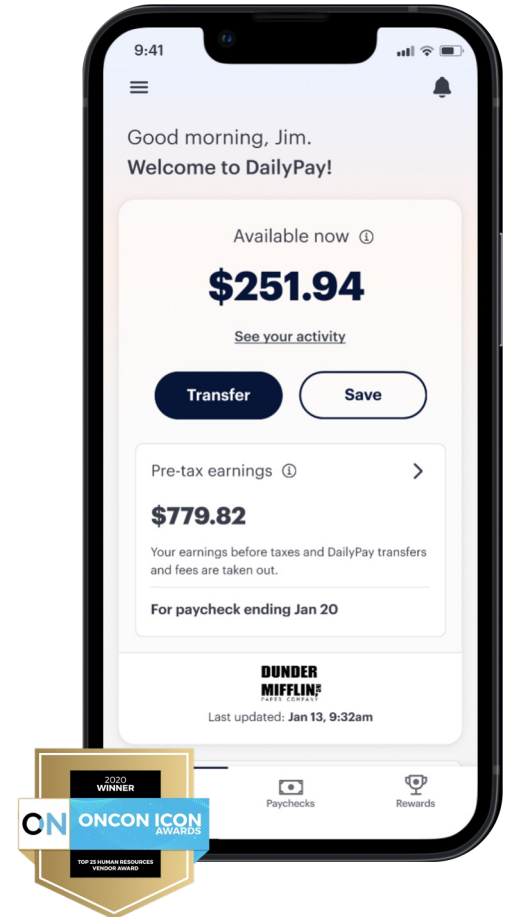 9:41
Good morning, Jim.
Welcome to DailyPay!
Available now
$251.94
See your activity
Transfer
Save
Pre-tax earnings
$779.82
Your earnings before taxes and DailyPay transfers
and fees are taken out.
For paycheck ending Jan 20
DUNDER
MIFFLIN INC
PAPER COMPANY
Last updated: Jan 13, 9:32am
Paychecks
Rewards
2020
WINNER
ON
ONCON ICON
AWARDS
TOP 25 HUMAN RESOURCES
VENDOR AWARD